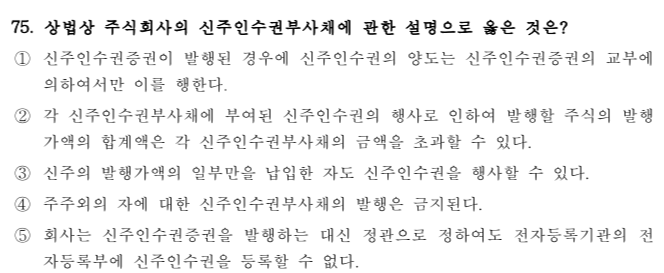 75. 상법상 주식회사의 신주인수권부사채에 관한 설명으로 옳은 것은?
① 신주인수권증권이 발행된 경우에 신주인수권의 양도는 신주인수권증권의 교부에
의하여서만 이를 행한다.
② 각 신주인수권부사채에 부여된 신주인수권의 행사로 인하여 발행할 주식의 발행
가액의 합계액은 각 신주인수권부사채의 금액을 초과할 수 있다.
③ 신주의 발행가액의 일부만을 납입한 자도 신주인수권을 행사할 수 있다.
④ 주주외의 자에 대한 신주인수권부사채의 발행은 금지된다.
⑤ 회사는 신주인수권증권을 발행하는 대신 정관으로 정하여도 전자등록기관의 전
자등록부에 신주인수권을 등록할 수 없다.